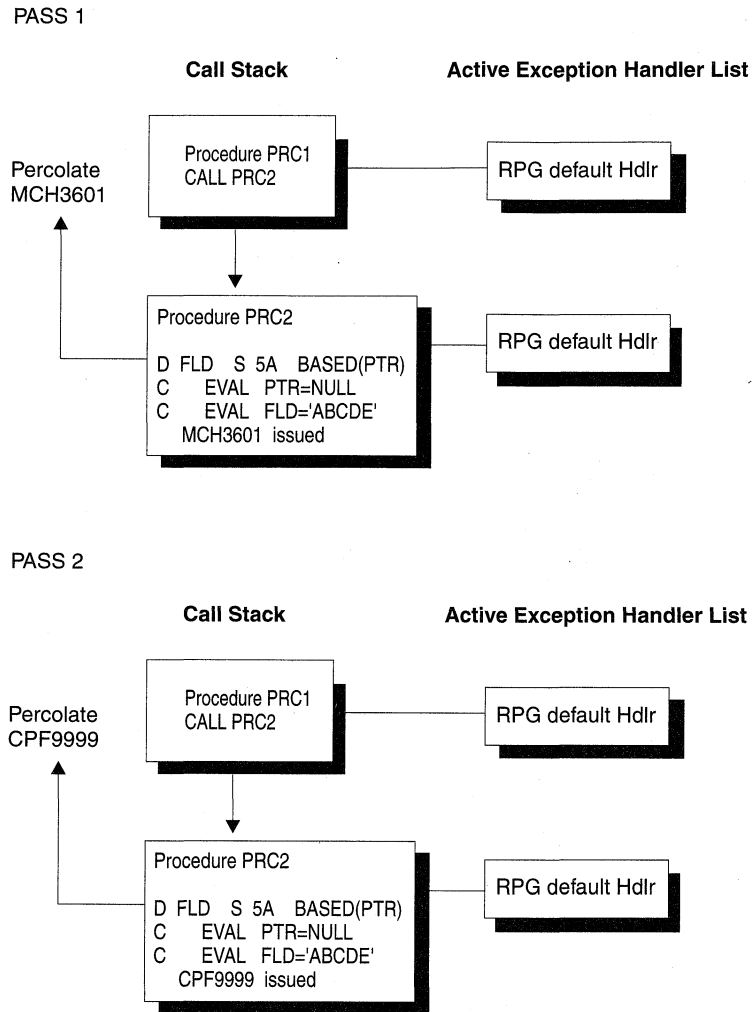 PASS 1
Call Stack
Active Exception Handler List
Procedure PRC1
CALL PRC2
RPG default Hdlr
Percolate
MCH3601
Procedure PRC2
D FLD S 5A BASED(PTR)
C EVAL PTR=NULL
C EVAL FLD='ABCDE'
MCH3601 issued
RPG default Hdlr
PASS 2
Call Stack
Active Exception Handler List
Procedure PRC1
CALL PRC2
RPG default Hdlr
Percolate
CPF9999
Procedure PRC2
D FLD S 5A BASED(PTR)
C EVAL PTR=NULL
C EVAL FLD='ABCDE'
CPF9999 issued
RPG default Hdlr